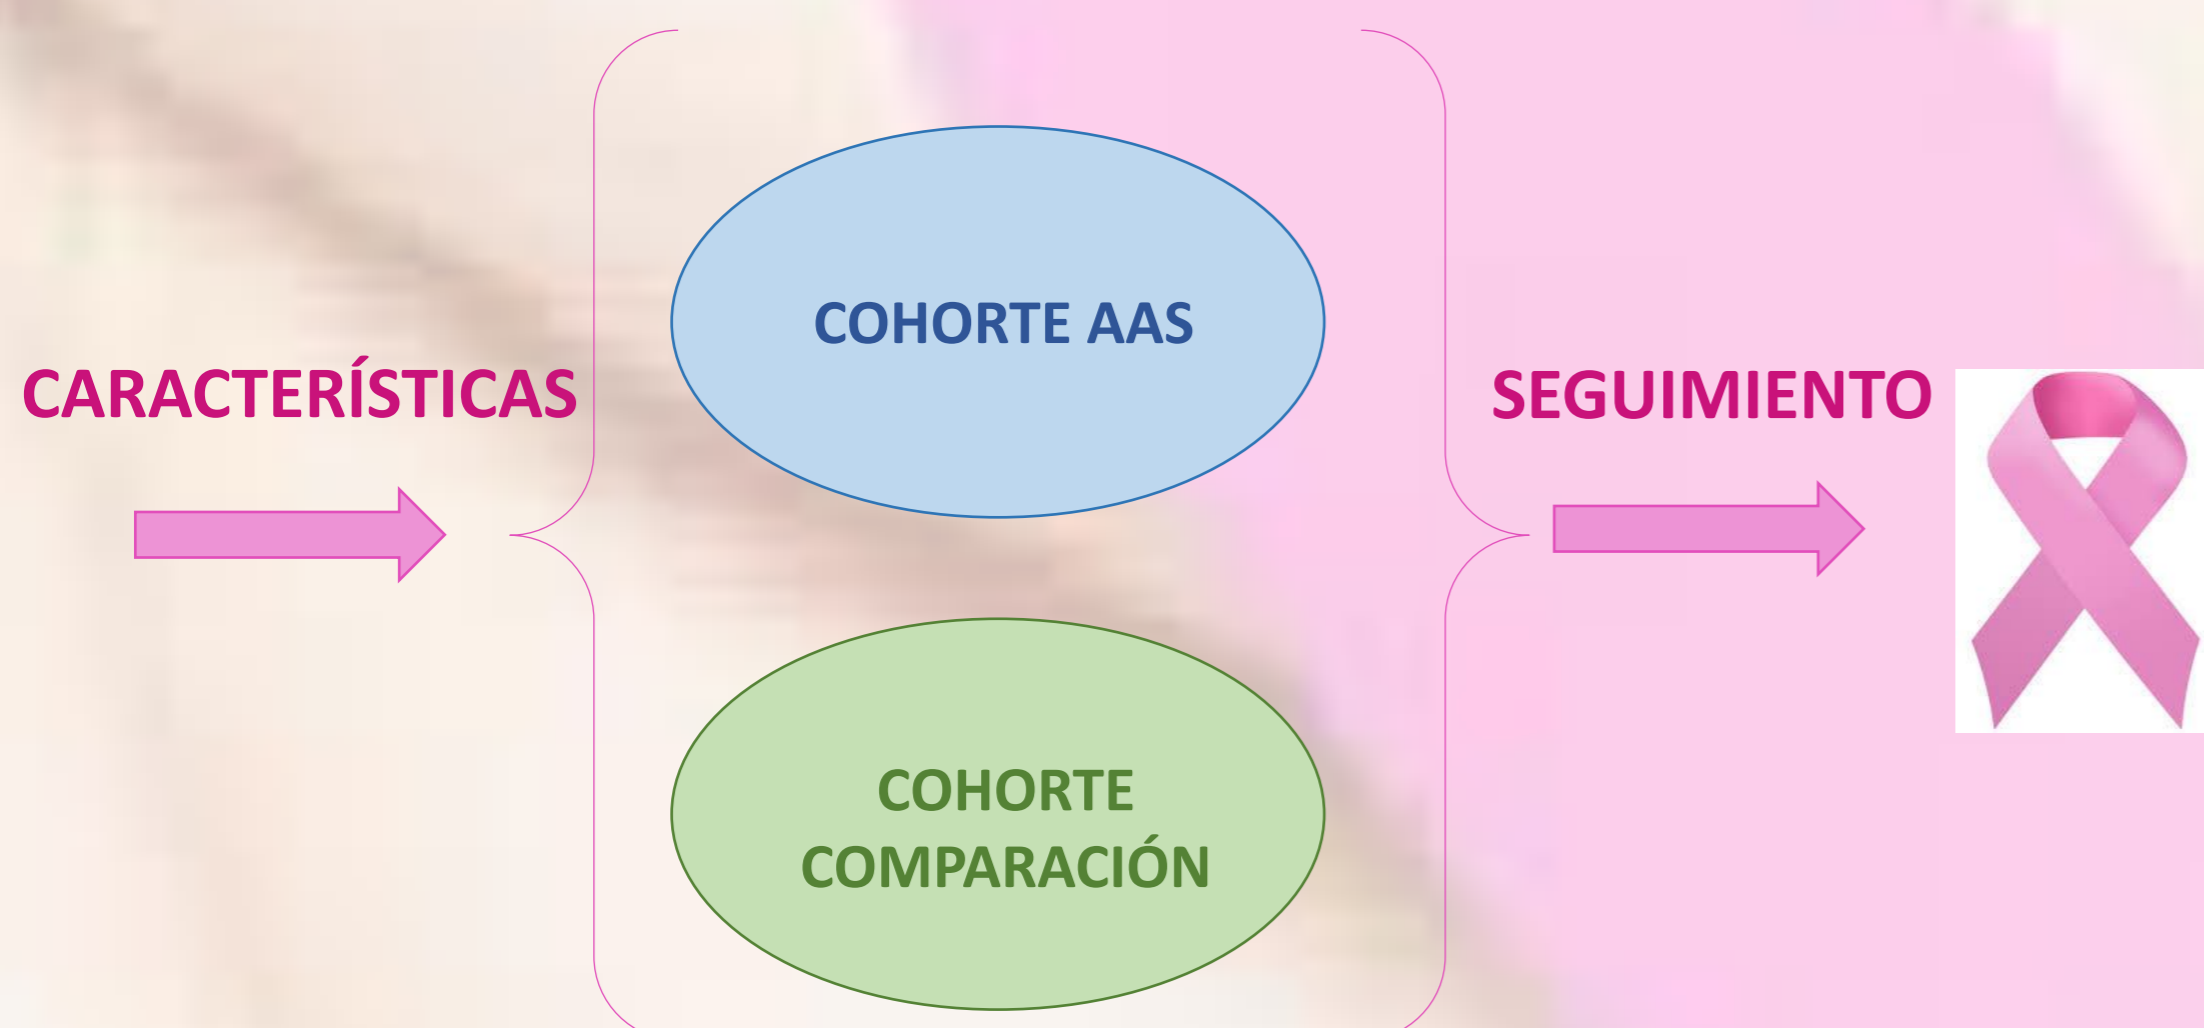 CARACTERÍSTICAS
COHORTE AAS
COHORTE
COMPARACIÓN
SEGUIMIENTO